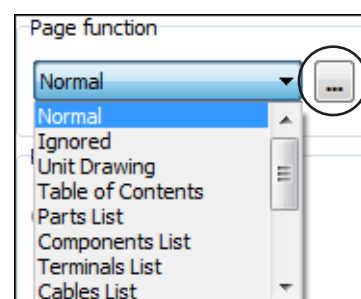 Page function
Normal
...
Normal
Ignored
Unit Drawing
Table of Contents
Parts List
Components List
Terminals List
Cables List